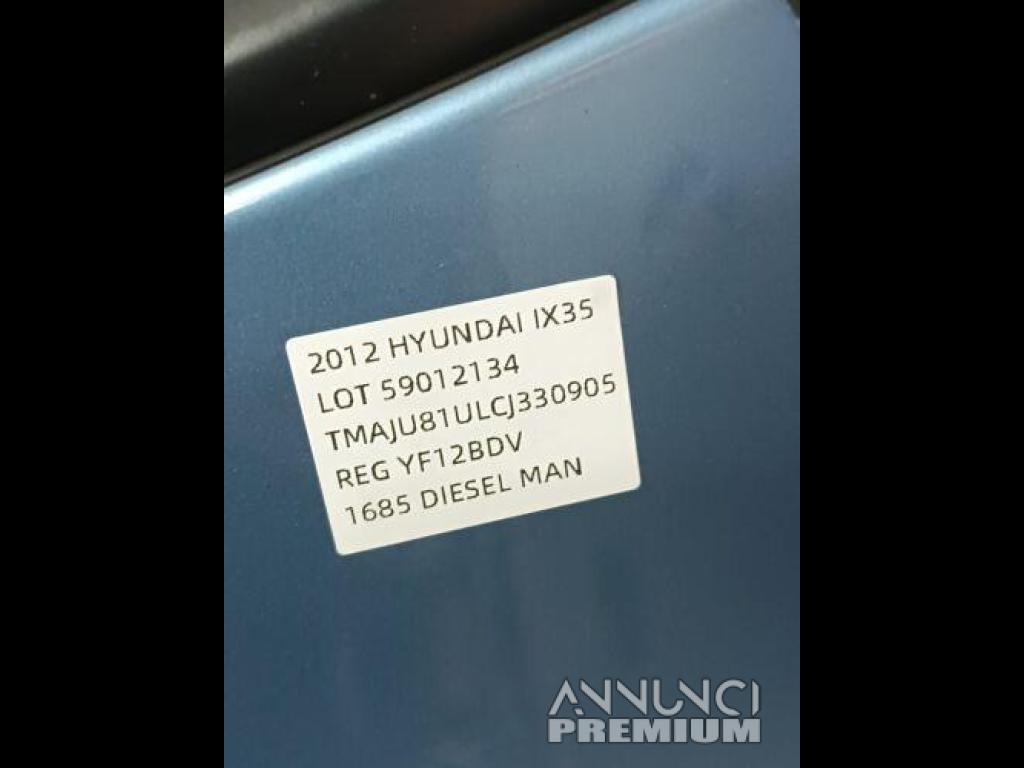 2012 HYUNDAI IX35
LOT 59012134
TMAJU81ULCJ330905
REG YF12BDV
1685 DIESEL MAN
ANNUNCI
PREMIUM